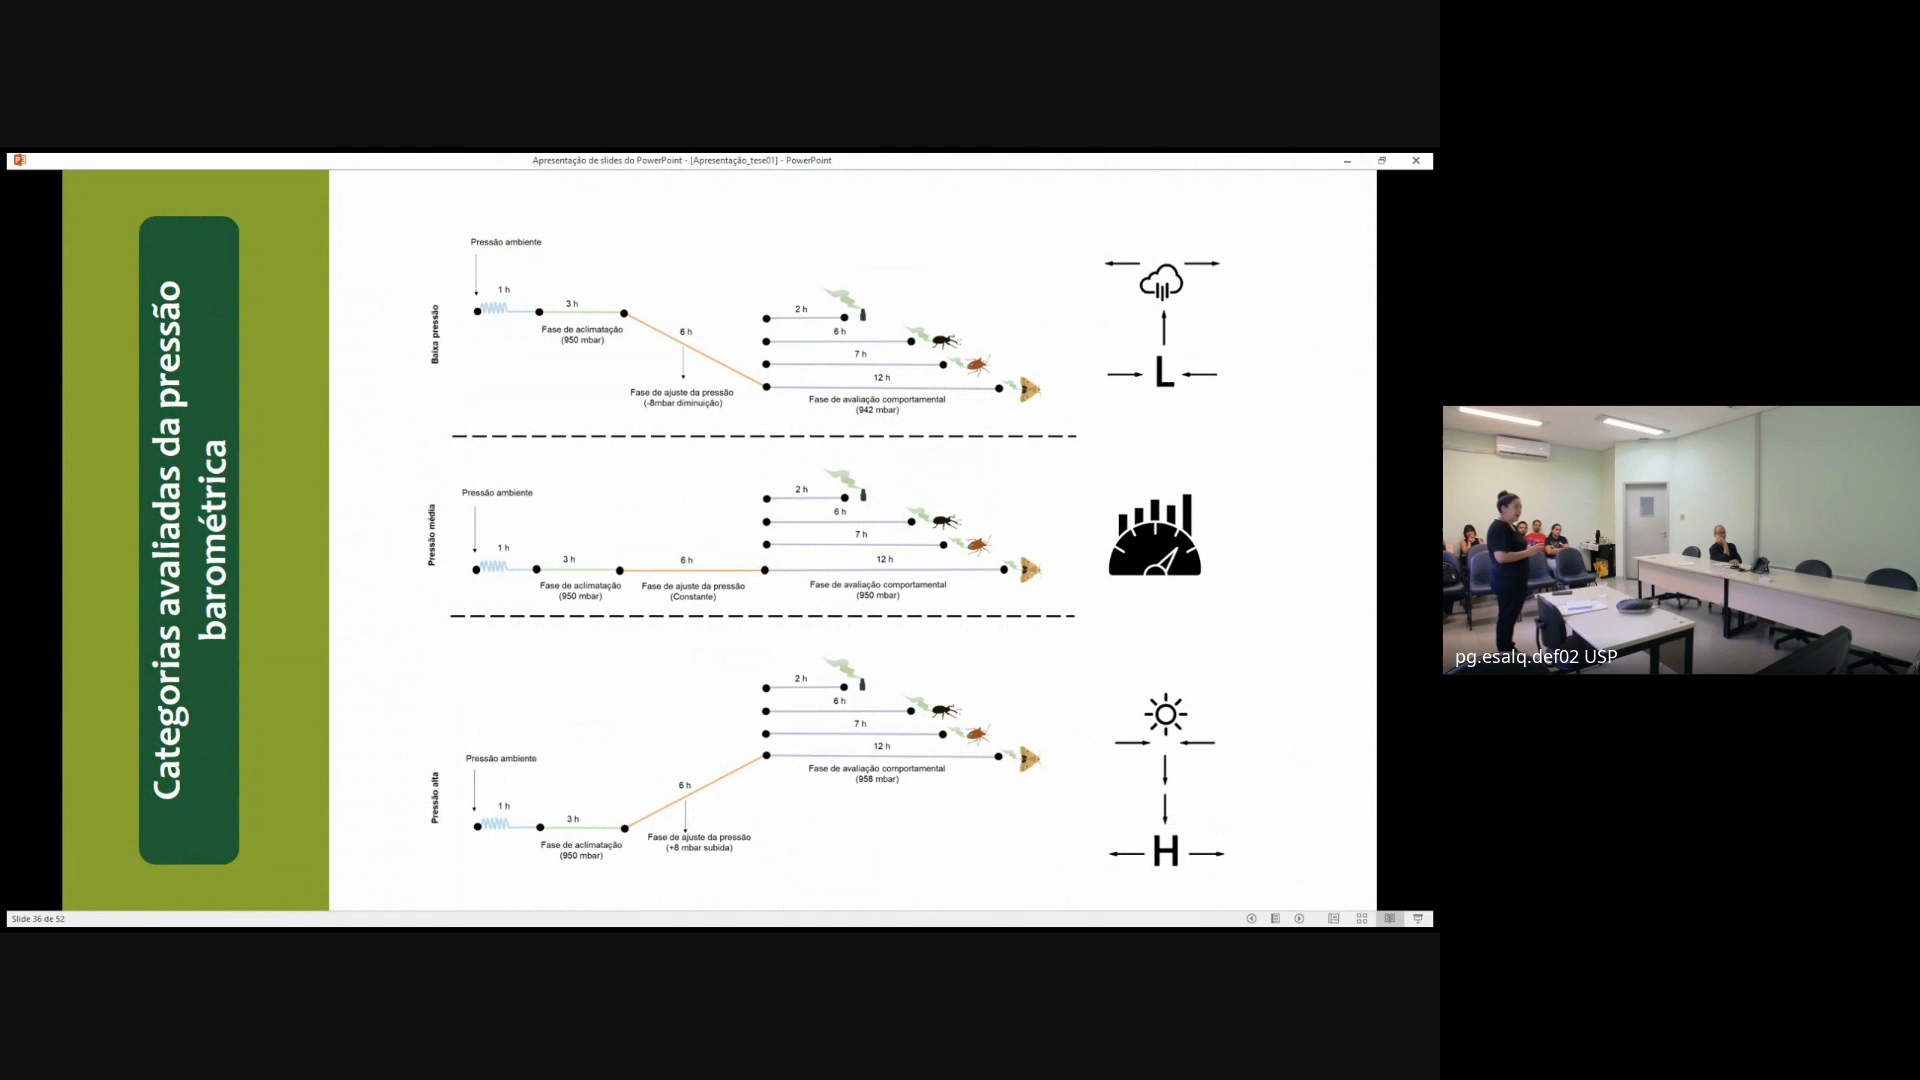 Apresentação de slides do PowerPoint - [Apresentação_tese01] - PowerPoint
Categorias avaliadas da pressão
barométrica
Baixa pressão
Pressão ambiente
1 h
3 h
Fase de aclimatação
(950 mbar)
6 h
Fase de ajuste da pressão
(-8mbar diminuição)
2 h
6 h
7 h
12 h
Fase de avaliação comportamental
(942 mbar)
L
Pressão média
Pressão ambiente
1 h
3 h
Fase de aclimatação
(950 mbar)
6 h
Fase de ajuste da pressão
(Constante)
2 h
6 h
7 h
12 h
Fase de avaliação comportamental
(950 mbar)
Pressão alta
Pressão ambiente
1 h
3 h
Fase de aclimatação
(950 mbar)
6 h
Fase de ajuste da pressão
(+8 mbar subida)
2 h
6 h
7 h
12 h
Fase de avaliação comportamental
(958 mbar)
H
Slide 36 de 52
pg.esalq.def02 USP